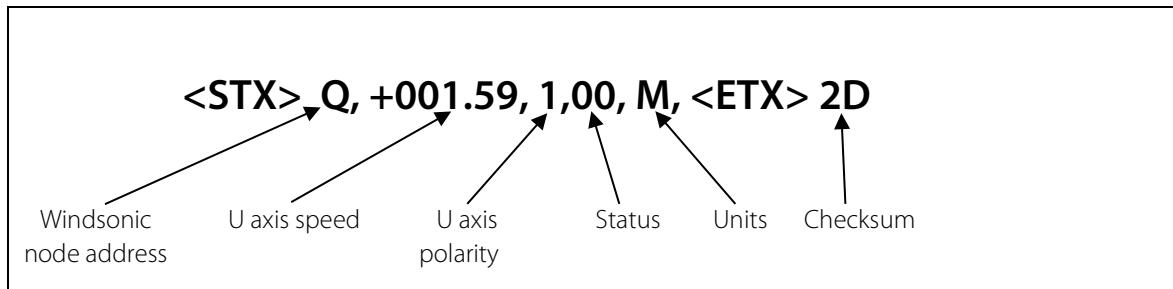 <STX> Q, +001.59, 1,00, M, <ETX> 2D
Windsonic
node address
U axis speed
U axis
polarity
Status
Units
Checksum